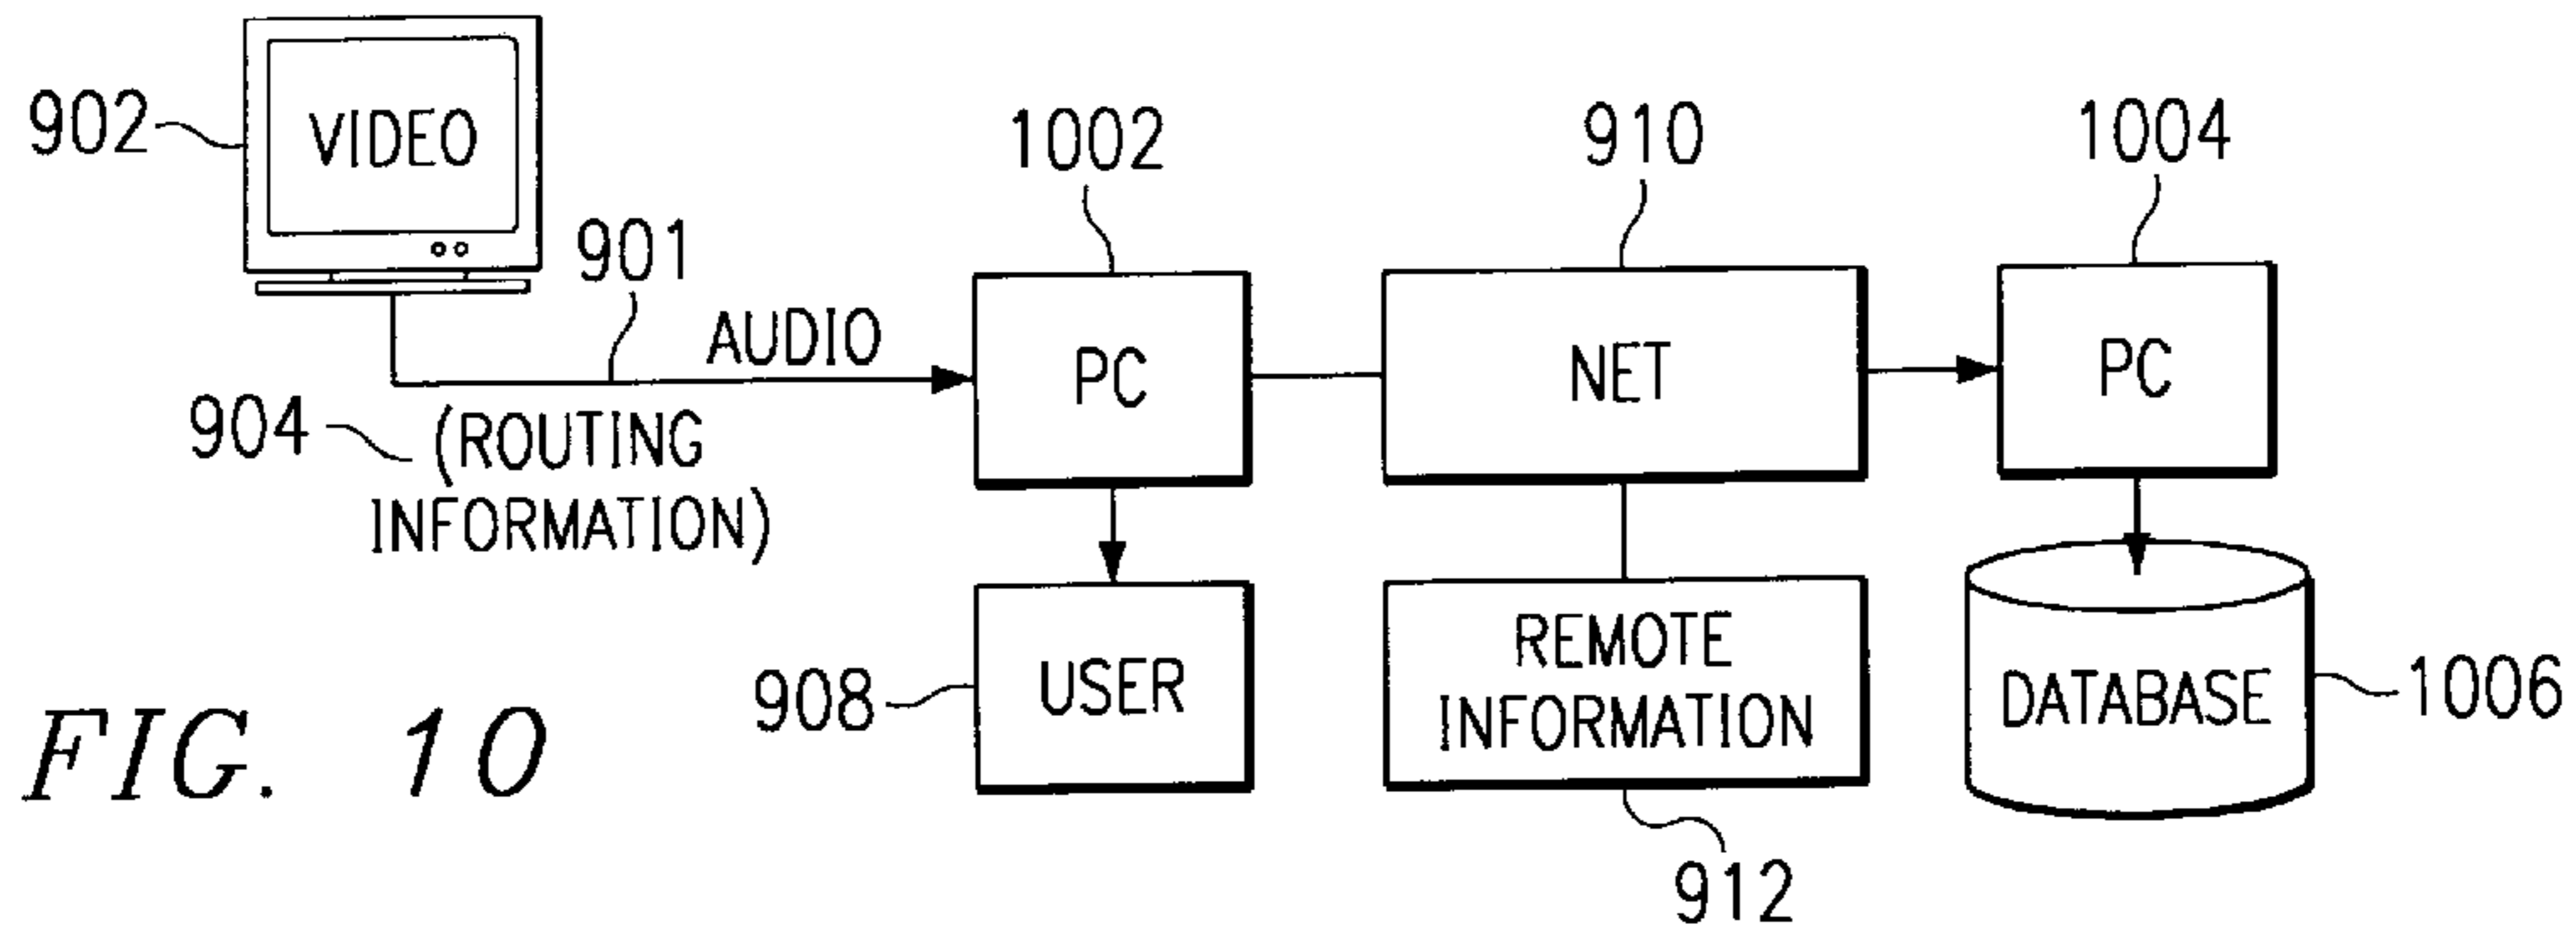 902
VIDEO
901
AUDIO
904
(ROUTING
INFORMATION)
1002
PC
910
NET
1004
PC
908
USER
REMOTE
INFORMATION
912
DATABASE
1006
FIG. 10